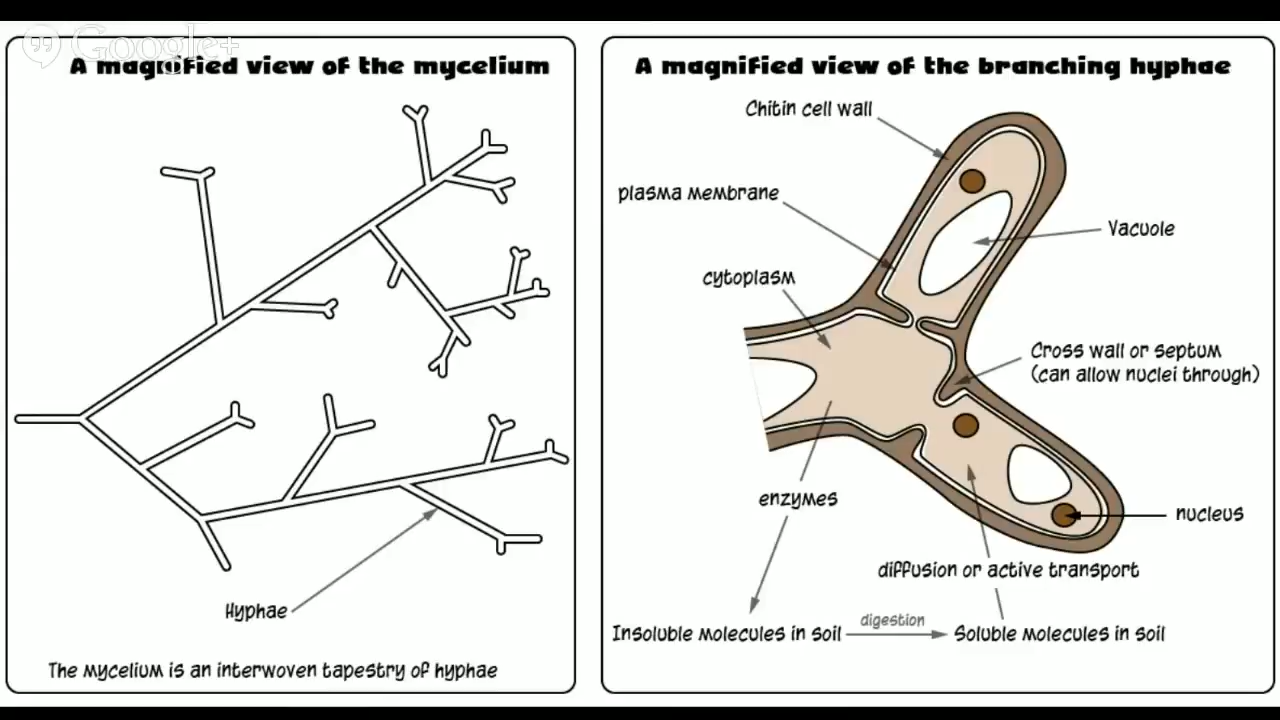 Google+
A magnified view of the mycelium
Hyphae
The mycelium is an interwoven tapestry of hyphae
A magnified view of the branching hyphae
Chitin cell wall
plasma membrane
Vacuole
cytoplasm
Cross wall or septum
(can allow nuclei through)
enzymes
nucleus
diffusion or active transport
Insoluble molecules in soil
digestion
Soluble molecules in soil